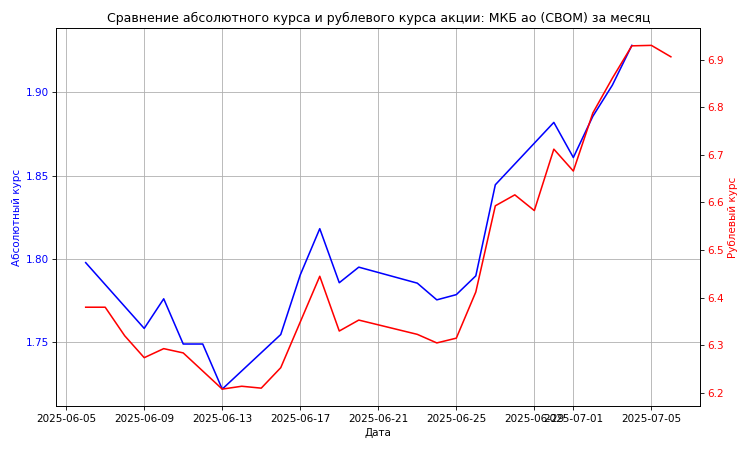 Сравнение абсолютного курса и рублевого курса акции: МКБ ао (CBOM) за месяц
Абсолютный курс
1.90
1.85
1.80
1.75
6.9
6.8
6.7
6.6
6.5
6.4
6.3
6.2
Рублевый курс
2025-06-05 2025-06-09 2025-06-13 2025-06-17 2025-06-21 2025-06-25 2025-06-29 2025-07-01 2025-07-05
Дата